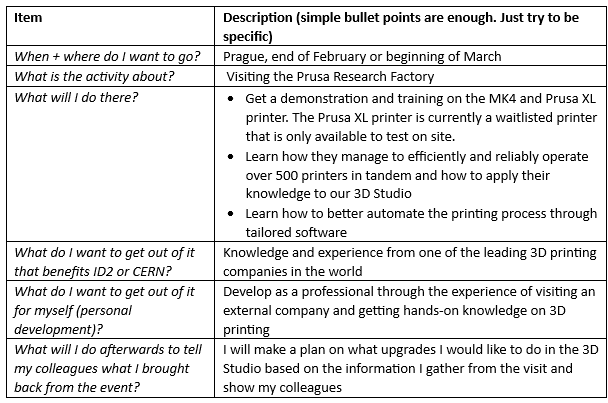 Item
Description (simple bullet points are enough. Just try to be
specific)
When + where do I want to go?
Prague, end of February or beginning of March
What is the activity about?
Visiting the Prusa Research Factory
What will I do there?
• Get a demonstration and training on the MK4 and Prusa XL
printer. The Prusa XL printer is currently a waitlisted printer
that is only available to test on site.
• Learn how they manage to efficiently and reliably operate
over 500 printers in tandem and how to apply their
knowledge to our 3D Studio
• Learn how to better automate the printing process through
tailored software
What do I want to get out of it
that benefits ID2 or CERN?
Knowledge and experience from one of the leading 3D printing
companies in the world
What do I want to get out of it
for myself (personal
development)?
Develop as a professional through the experience of visiting an
external company and getting hands-on knowledge on 3D
printing
What will I do afterwards to tell
my colleagues what I brought
back from the event?
I will make a plan on what upgrades I would like to do in the 3D
Studio based on the information I gather from the visit and
show my colleagues